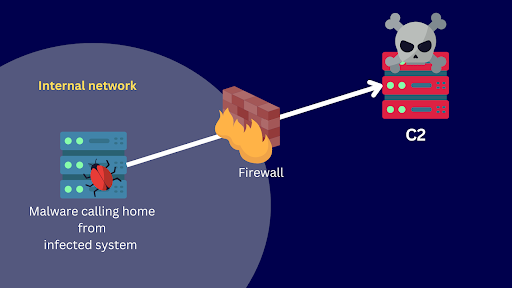 Internal network
C2
Firewall
Malware calling home
from
infected system